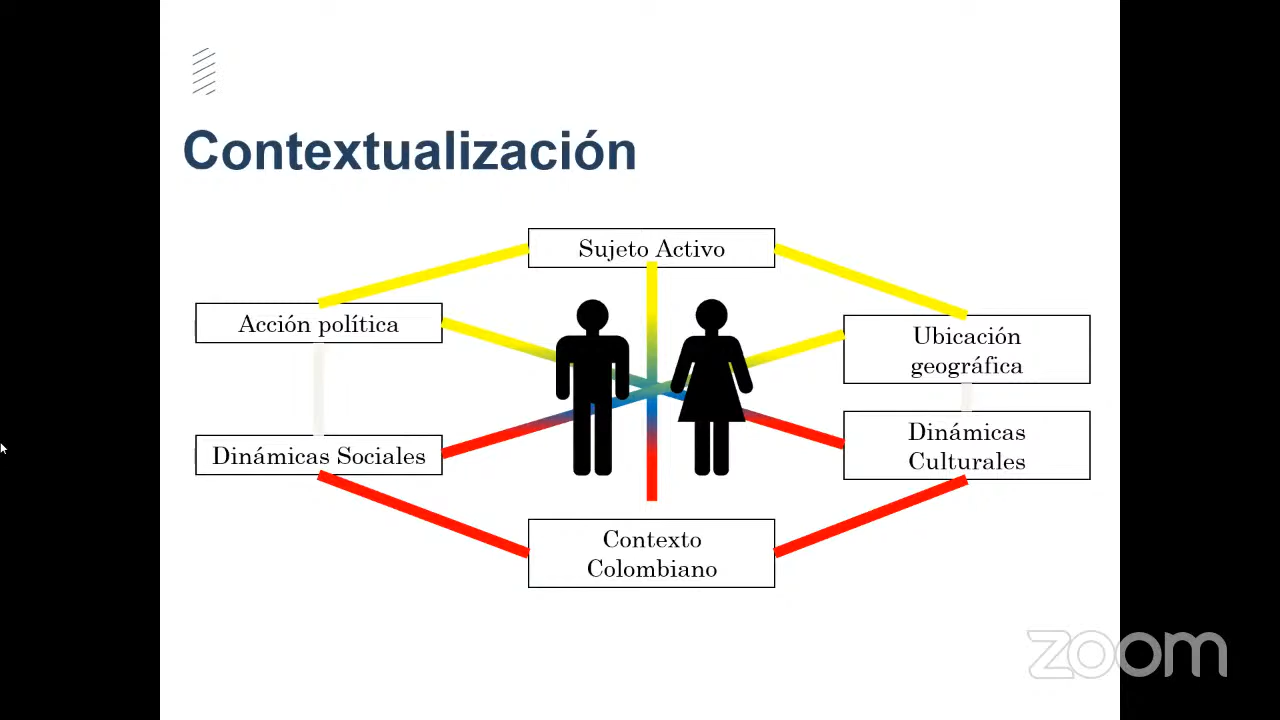 Contextualización
Sujeto Activo
Acción política
Ubicación
geográfica
Dinámicas Sociales
Dinámicas
Culturales
Contexto
Colombiano
zoom